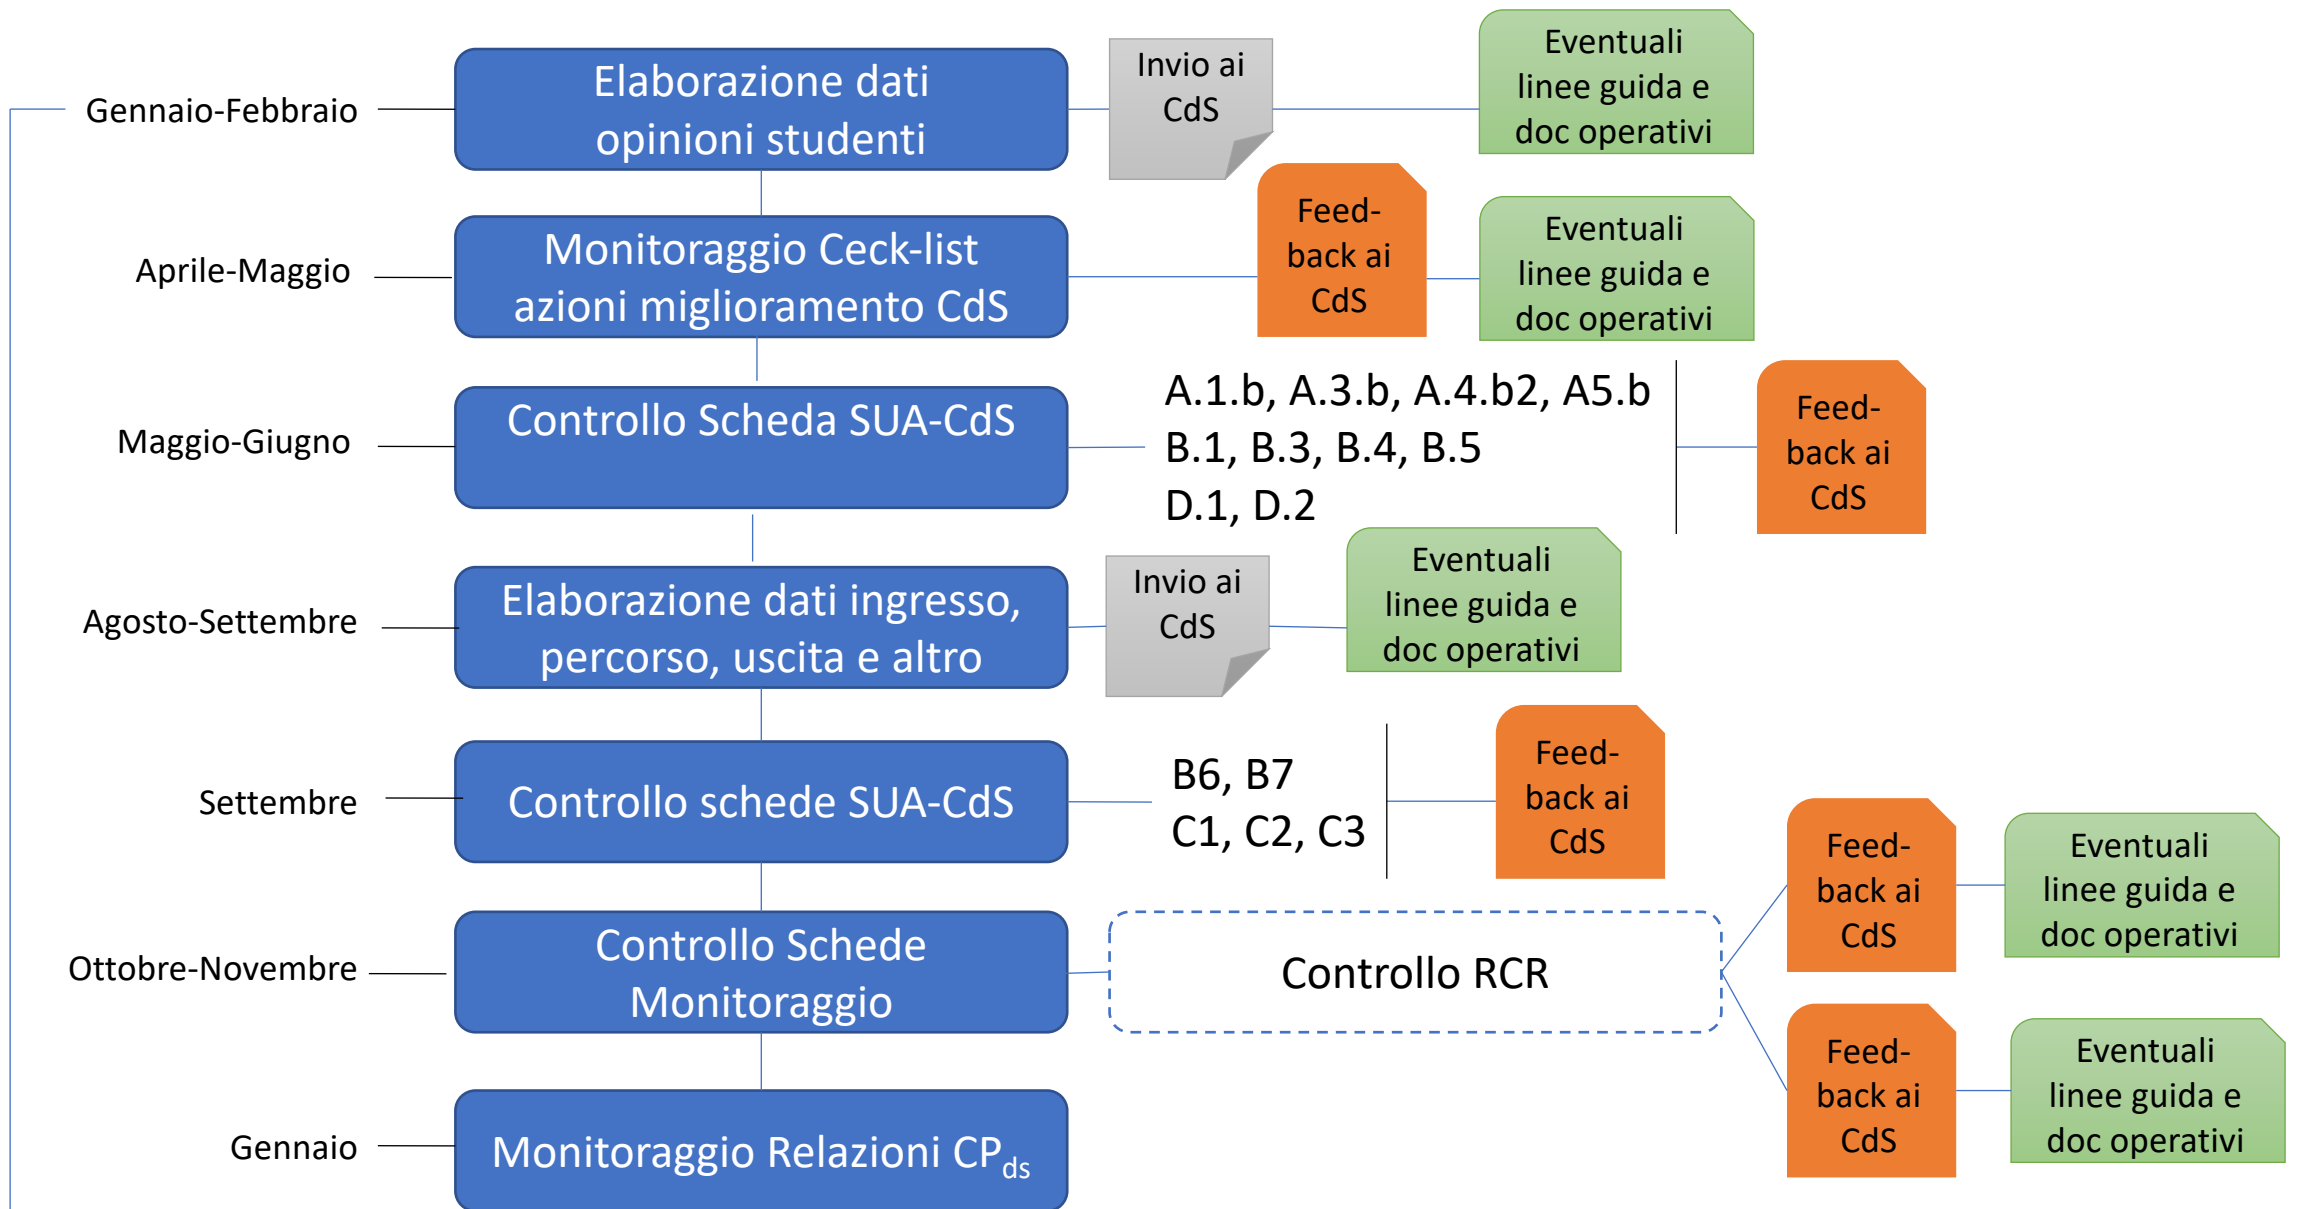 Gennaio-Febbraio
Elaborazione dati
opinioni studenti
Invio ai
CdS
Eventuali
linee guida e
doc operativi
Aprile-Maggio
Monitoraggio Ceck-list
azioni miglioramento CdS
Feed-
back ai
CdS
Eventuali
linee guida e
doc operativi
Maggio-Giugno
Controllo Scheda SUA-CdS
A.1.b, A.3.b, A.4.b2, A5.b
B.1, B.3, B.4, B.5
D.1, D.2
Feed-
back ai
CdS
Agosto-Settembre
Elaborazione dati ingresso,
percorso, uscita e altro
Invio ai
CdS
Eventuali
linee guida e
doc operativi
Settembre
Controllo schede SUA-CdS
B6, B7
C1, C2, C3
Feed-
back ai
CdS
Ottobre-Novembre
Controllo Schede
Monitoraggio
Controllo RCR
Feed-
back ai
CdS
Eventuali
linee guida e
doc operativi
Feed-
back ai
CdS
Eventuali
linee guida e
doc operativi
Gennaio
Monitoraggio Relazioni CPds